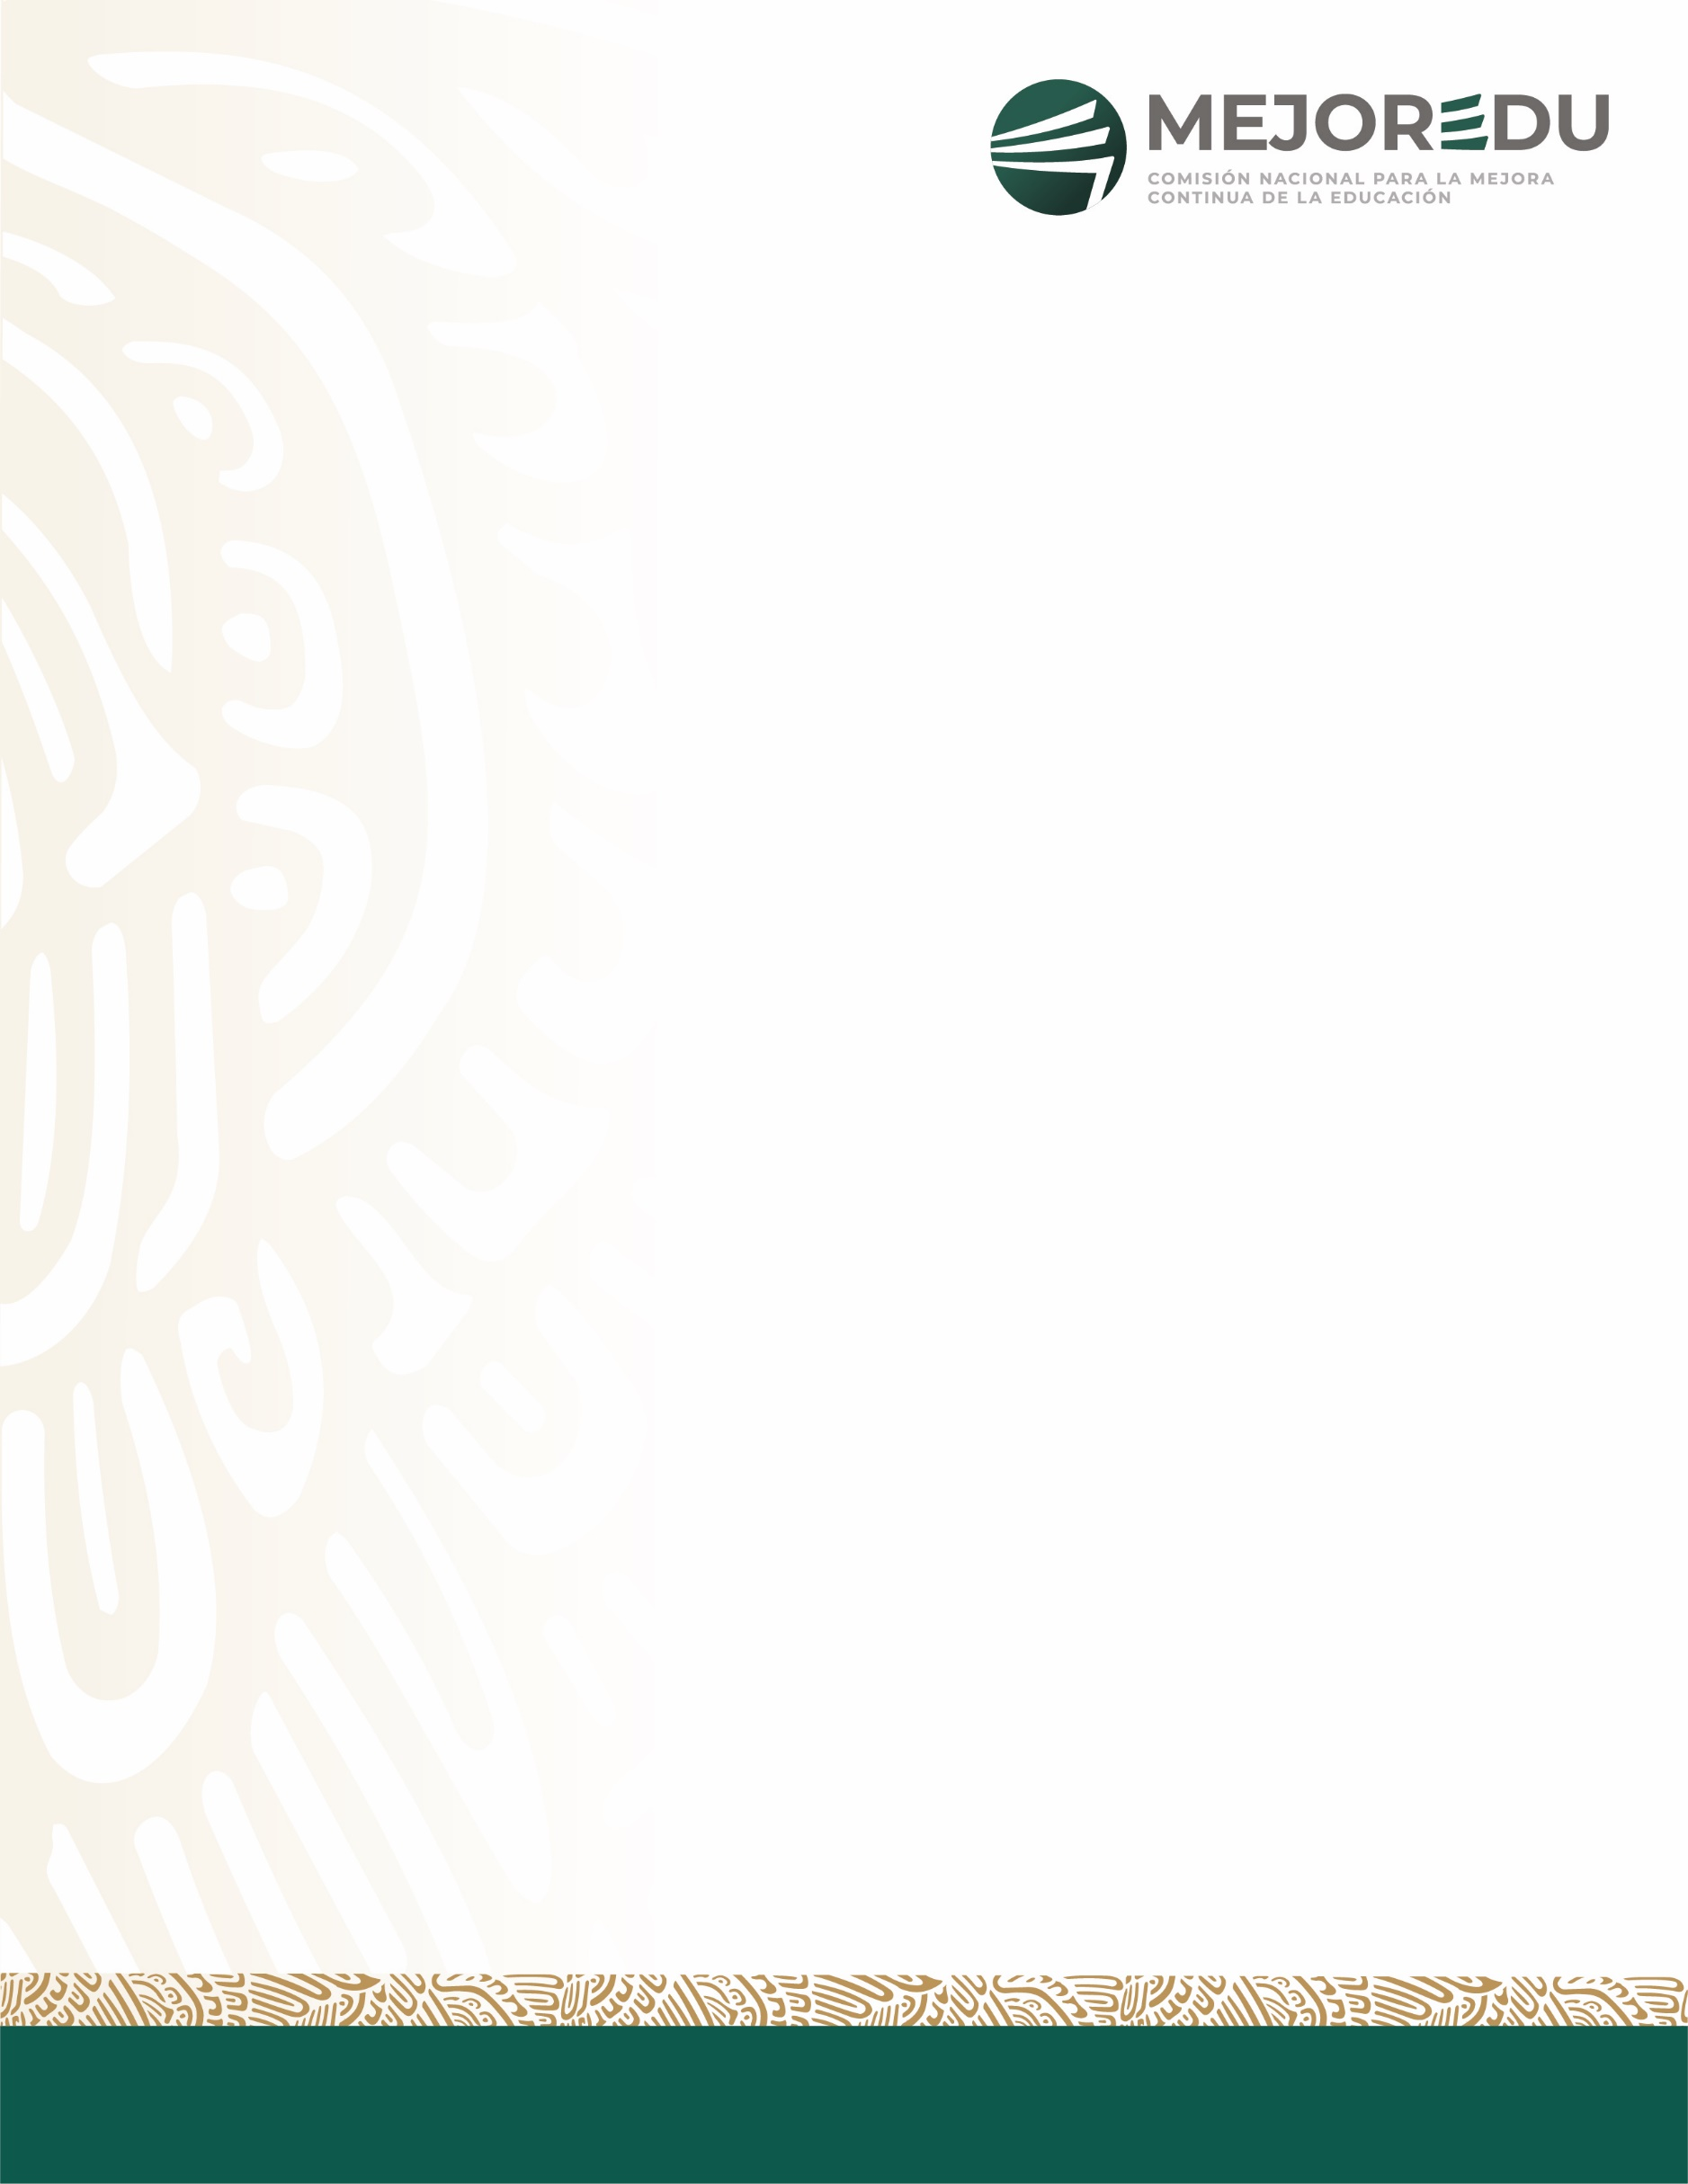 MEJOREDU
COMISIÓN NACIONAL PARA LA MEJORA
CONTINUA DE LA EDUCACIÓN